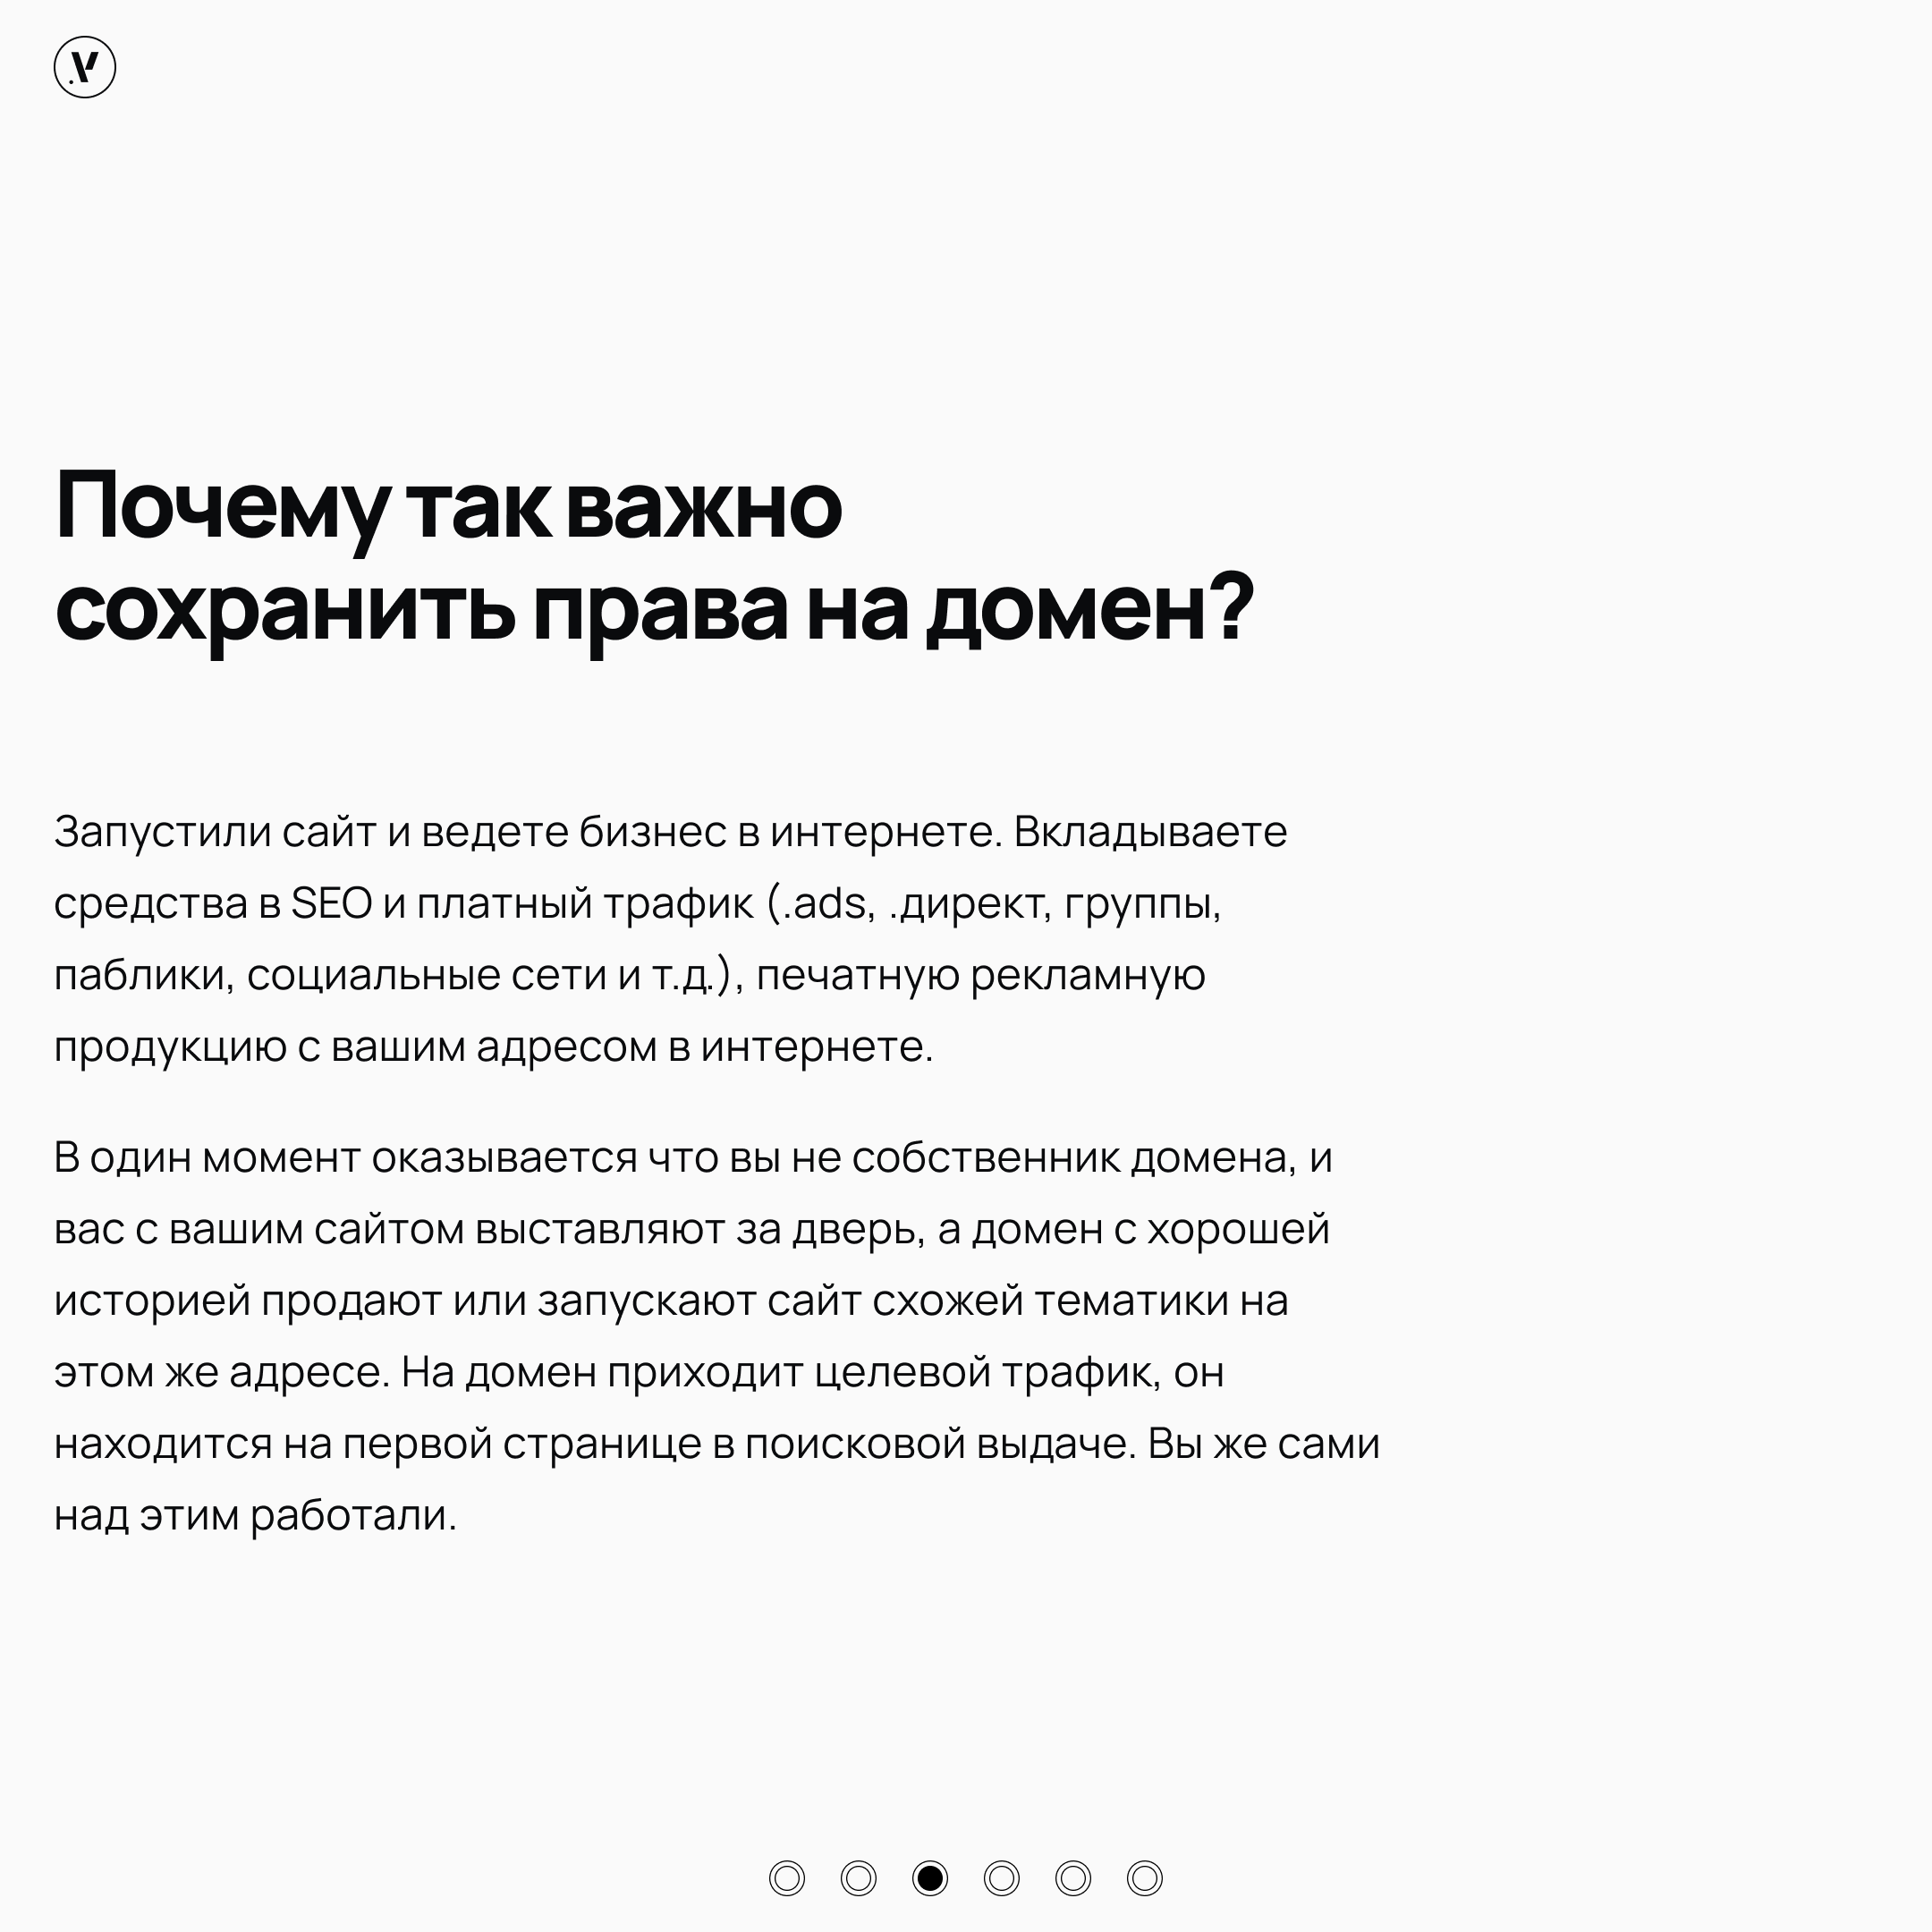 Почему так важно
сохранить права на домен?
Запустили сайт и ведете бизнес в интернете. Вкладываете
средства в SEO и платный трафик (.ads, .директ, группы,
паблики, социальные сети и т.д.), печатную рекламную
продукцию с вашим адресом в интернете.
В один момент оказывается что вы не собственник домена, и
вас с вашим сайтом выставляют за дверь, а домен с хорошей
историей продают или запускают сайт схожей тематики на
этом же адресе. На домен приходит целевой трафик, он
находится на первой странице в поисковой выдаче. Вы же сами
над этим работали.